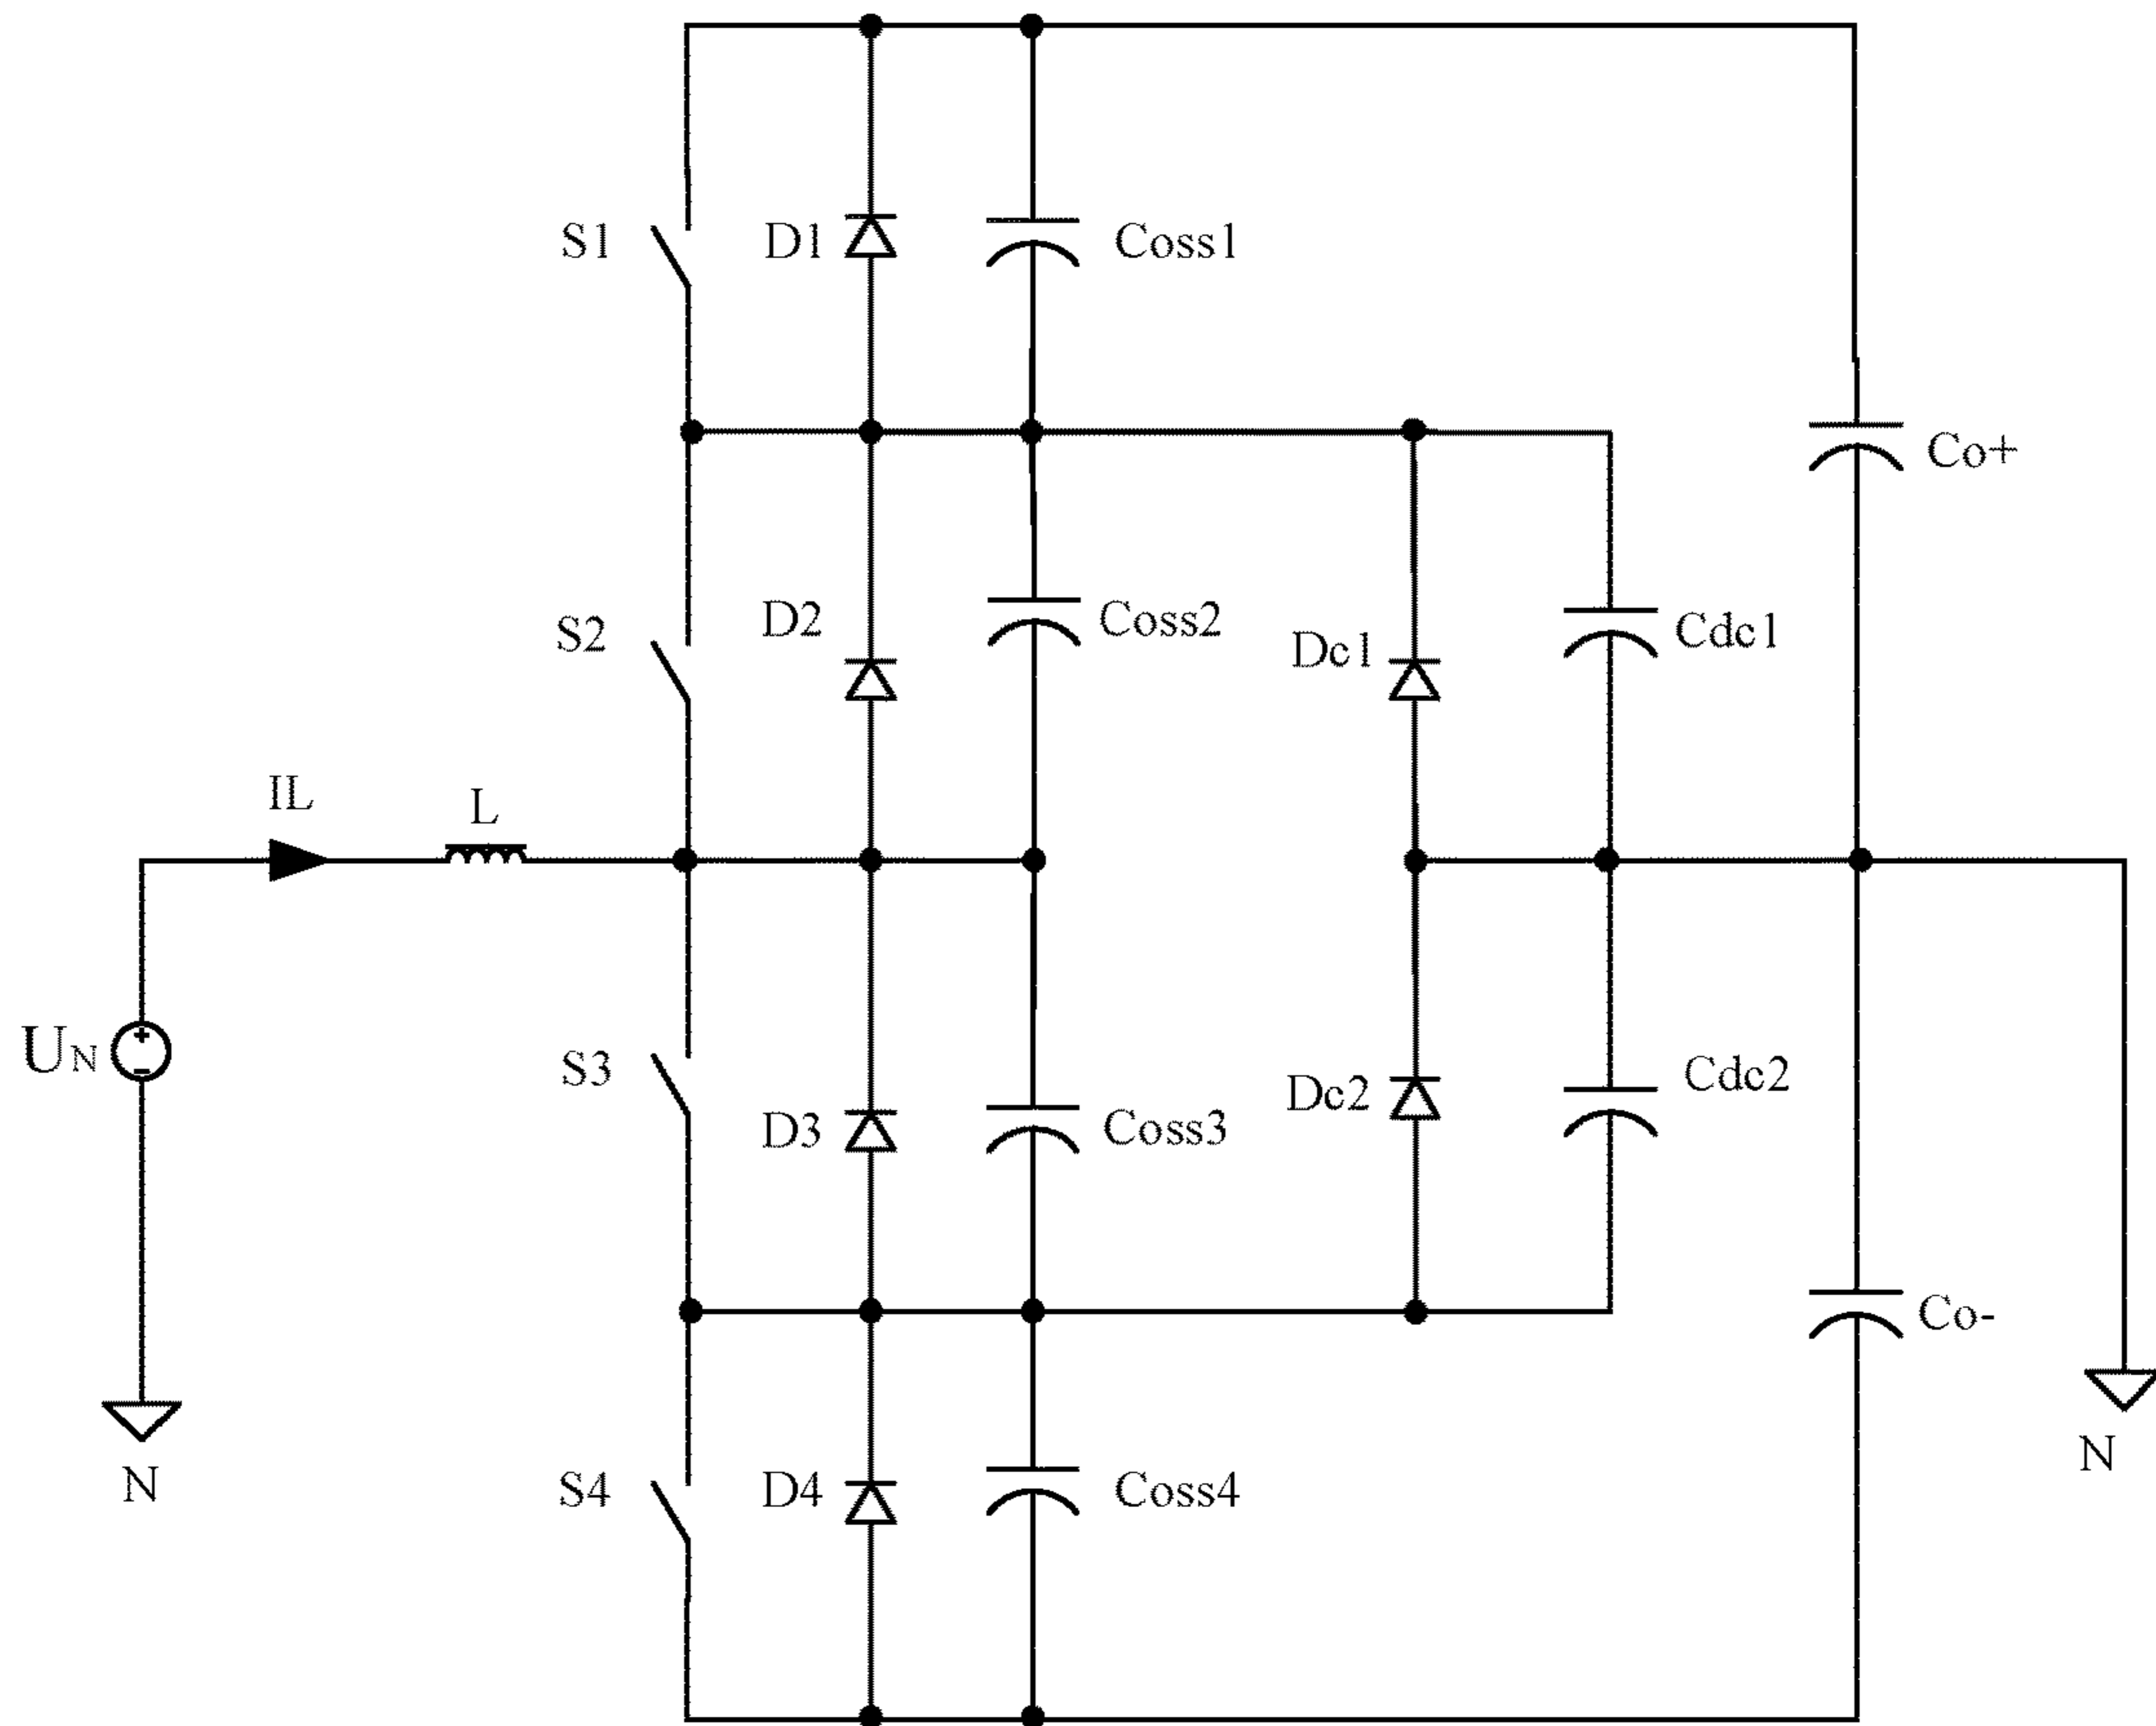 S1
D1
Coss1
Co+
S2
D2
Coss2
Dc1
Cdc1
IL
L
UN
S3
D3
Coss3
Dc2
Cdc2
Co-
N
S4
D4
Coss4
N